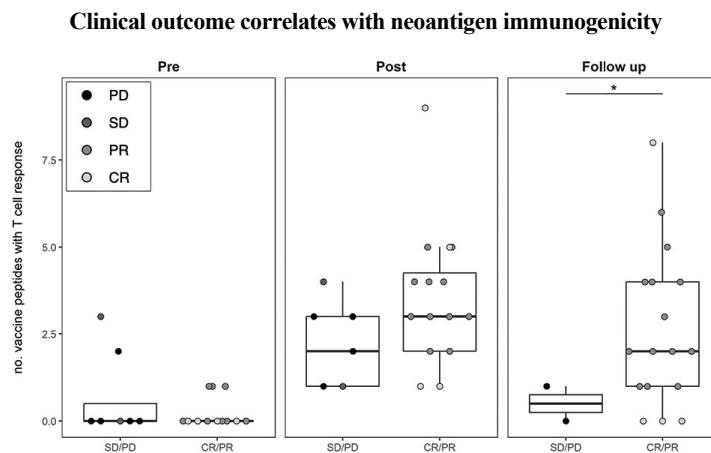 Clinical outcome correlates with neoantigen immunogenicity
Pre
Post
Follow up
PD
SD
PR
CR
*
no. vaccine peptides with T cell response
7.5
5.0
2.5
0.0
SD/PD
CR/PR
SD/PD
CR/PR
SD/PD
CR/PR